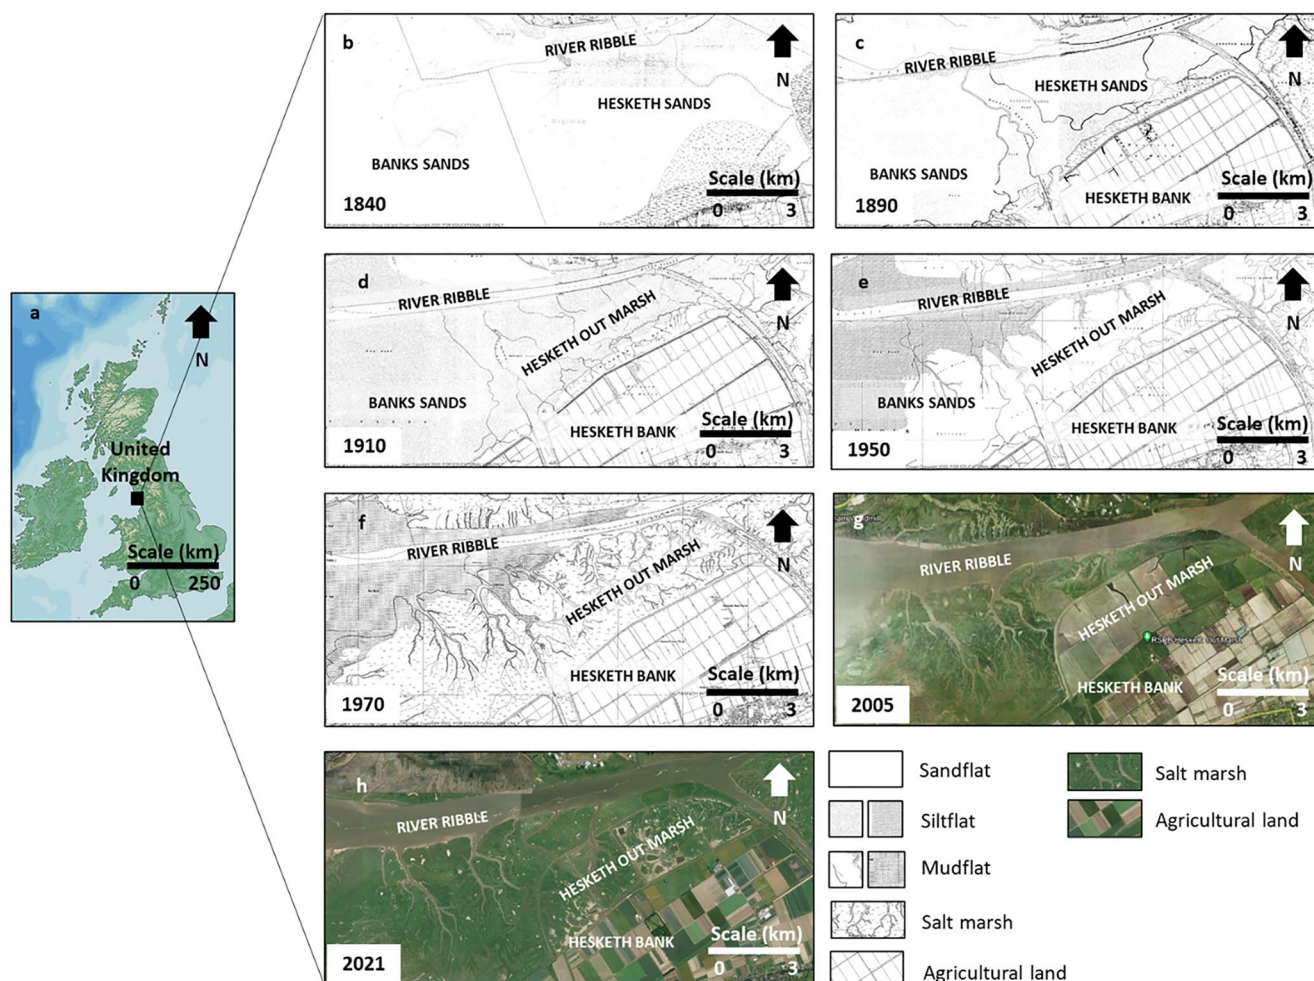 a
N
United
Kingdom
Scale (km)
0 250
b
RIVER RIBBLE
N
HESKETH SANDS
BANKS SANDS
Scale (km)
1840
0 3
c
RIVER RIBBLE
N
HESKETH SANDS
BANKS SANDS
Scale (km)
HESKETH BANK
1890
0 3
d
RIVER RIBBLE
N
HESKETH OUT MARSH
BANKS SANDS
Scale (km)
HESKETH BANK
1910
0 3
e
RIVER RIBBLE
N
HESKETH OUT MARSH
BANKS SANDS
Scale (km)
HESKETH BANK
1950
0 3
f
RIVER RIBBLE
N
HESKETH OUT MARSH
HESKETH BANK
Scale (km)
1970
0 3
g
RIVER RIBBLE
N
HESKETH OUT MARSH
RSPB Hesketh Out Marsh
HESKETH BANK
Scale (km)
2005
0 3
h
RIVER RIBBLE
N
HESKETH OUT MARSH
HESKETH BANK
Scale (km)
2021
0 3
Sandflat
Siltflat
Mudflat
Salt marsh
Agricultural land
Salt marsh
Agricultural land